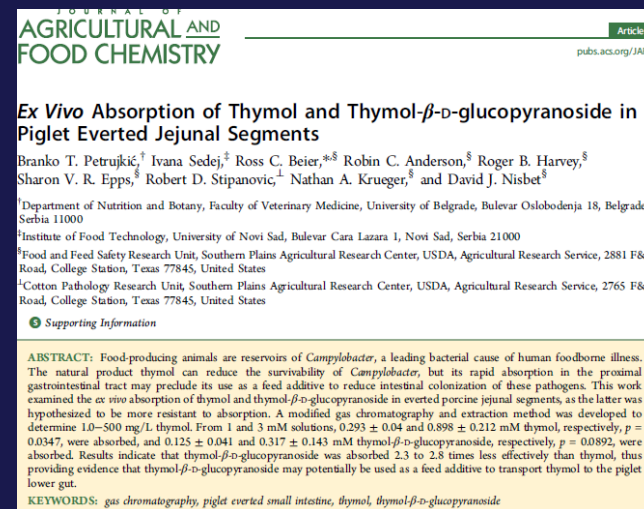 JOURNAL OF
AGRICULTURAL AND
FOOD CHEMISTRY
Article
pubs.acs.org/JA
Ex Vivo Absorption of Thymol and Thymol-β-D-glucopyranoside in
Piglet Everted Jejunal Segments
Branko T. Petrujkić,† Ivana Sedej,‡ Ross C. Beier,*,§ Robin C. Anderson,§ Roger B. Harvey,§
Sharon V. R. Epps,§ Robert D. Stipanovic,⊥ Nathan A. Krueger,§ and David J. Nisbet§
†Department of Nutrition and Botany, Faculty of Veterinary Medicine, University of Belgrade, Bulevar Oslobodenja 18, Belgrade
Serbia 11000
‡Institute of Food Technology, University of Novi Sad, Bulevar Cara Lazara 1, Novi Sad, Serbia 21000
§Food and Feed Safety Research Unit, Southern Plains Agricultural Research Center, USDA, Agricultural Research Service, 2881 F&
Road, College Station, Texas 77845, United States
⊥Cotton Pathology Research Unit, Southern Plains Agricultural Research Center, USDA, Agricultural Research Service, 2765 F&
Road, College Station, Texas 77845, United States
S Supporting Information
ABSTRACT: Food-producing animals are reservoirs of Campylobacter, a leading bacterial cause of human foodborne illness.
The natural product thymol can reduce the survivability of Campylobacter, but its rapid absorption in the proximal
gastrointestinal tract may preclude its use as a feed additive to reduce intestinal colonization of these pathogens. This work
examined the ex vivo absorption of thymol and thymol-β-D-glucopyranoside in everted porcine jejunal segments, as the latter was
hypothesized to be more resistant to absorption. A modified gas chromatography and extraction method was developed to
determine 1.0−500 mg/L thymol. From 1 and 3 mM solutions, 0.293 ± 0.04 and 0.898 ± 0.212 mM thymol, respectively, p =
0.0347, were absorbed, and 0.125 ± 0.041 and 0.317 ± 0.143 mM thymol-β-D-glucopyranoside, respectively, p = 0.0892, were
absorbed. Results indicate that thymol-β-D-glucopyranoside was absorbed 2.3 to 2.8 times less effectively than thymol, thus
providing evidence that thymol-β-D-glucopyranoside may potentially be used as a feed additive to transport thymol to the piglet
lower gut.
KEYWORDS: gas chromatography, piglet everted small intestine, thymol, thymol-β-D-glucopyranoside